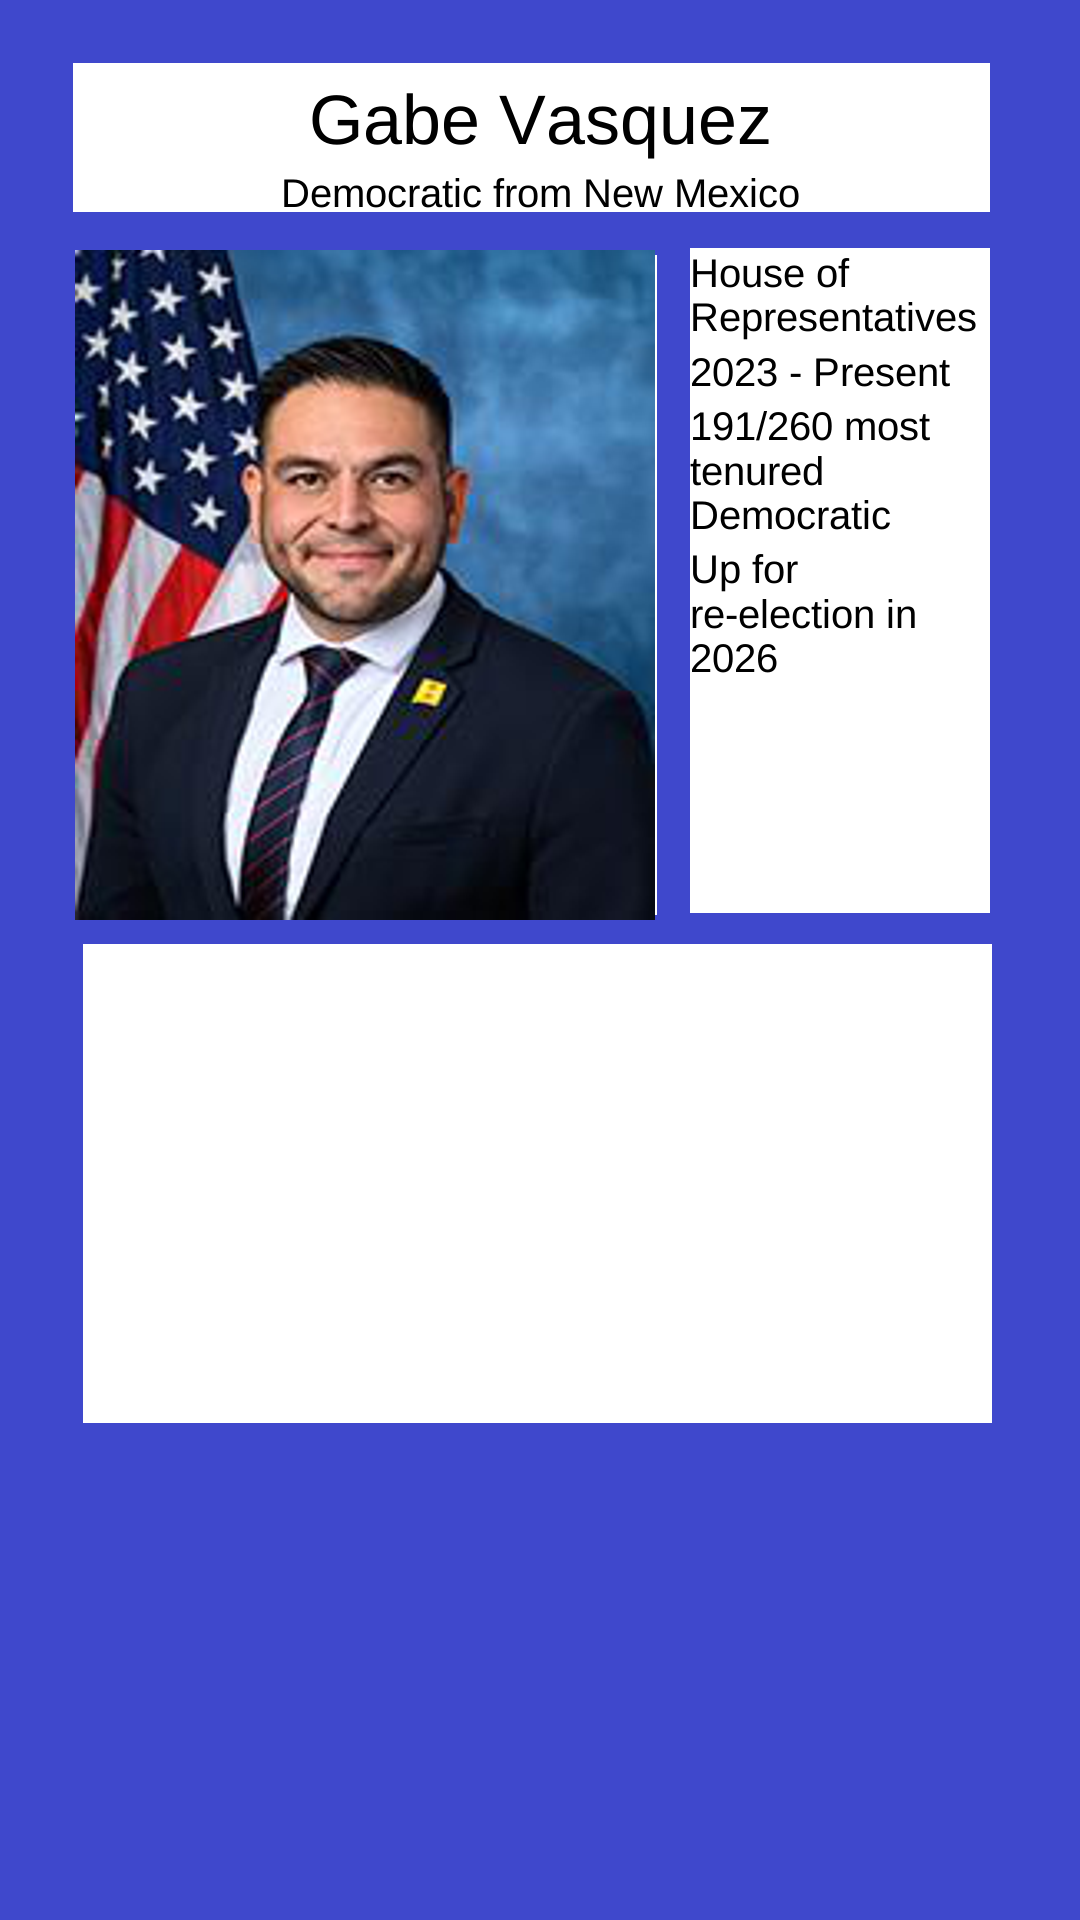 Gabe Vasquez
Democratic from New Mexico
House of
Representatives
2023 - Present
191/260 most
tenured
Democratic
Up for
re-election in
2026